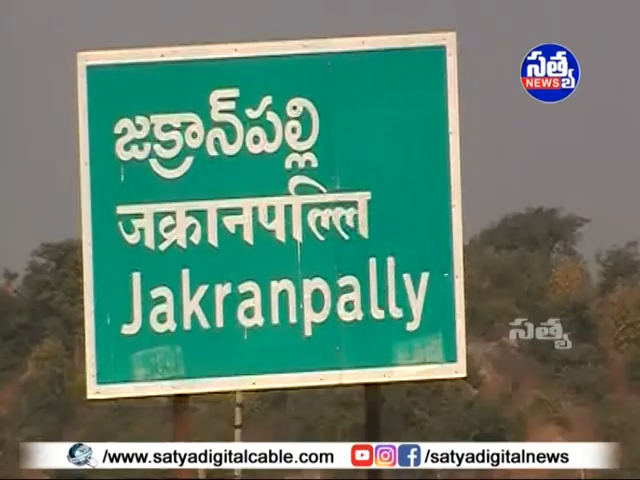 సత్య
NEWS
జక్రాన్‌పల్లి
जक्रानपल्लि
Jakranpally
సత్య
www.satyadigitalcable.com /satyadigitalnews